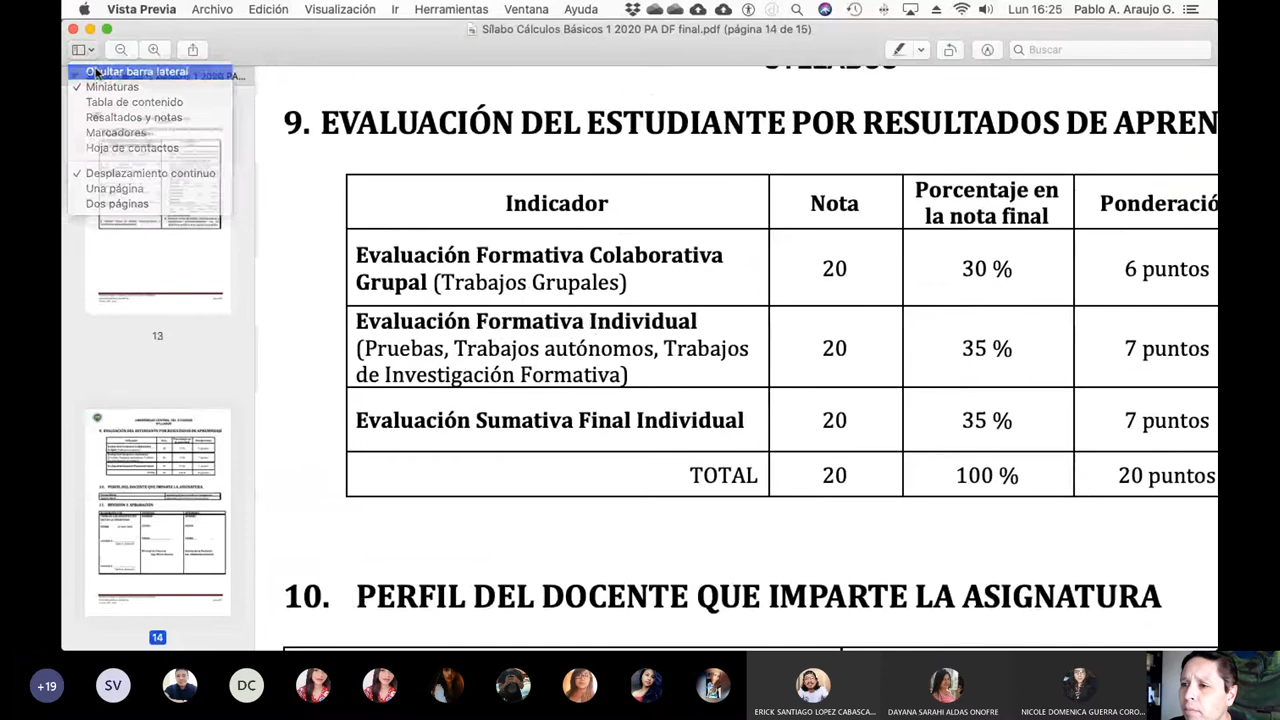 Vista Previa Archivo Edición Visualización Ir Herramientas Ventana Ayuda Lun 16:25 Pablo A. Araujo G.
Sílabo Cálculos Básicos 1 2020 PA DF final.pdf (página 14 de 15)
Buscar
Ocultar barra lateral
Miniaturas
Tabla de contenido
Resaltados y notas
Marcadores
Hoja de contactos
Desplazamiento continuo
Una página
Dos páginas
13
14
9. EVALUACIÓN DEL ESTUDIANTE POR RESULTADOS DE APREN
Indicador Nota Porcentaje en la nota final Ponderació
Evaluación Formativa Colaborativa
Grupal (Trabajos Grupales) 20 30 % 6 puntos
Evaluación Formativa Individual
(Pruebas, Trabajos autónomos, Trabajos
de Investigación Formativa) 20 35 % 7 puntos
Evaluación Sumativa Final Individual 20 35 % 7 puntos
TOTAL 20 100 % 20 puntos
10. PERFIL DEL DOCENTE QUE IMPARTE LA ASIGNATURA
+19 SV DC
ERICK SANTIAGO LOPEZ CABASCA...
DAYANA SARAHI ALDAS ONOFRE
NICOLE DOMENICA GUERRA CORO...